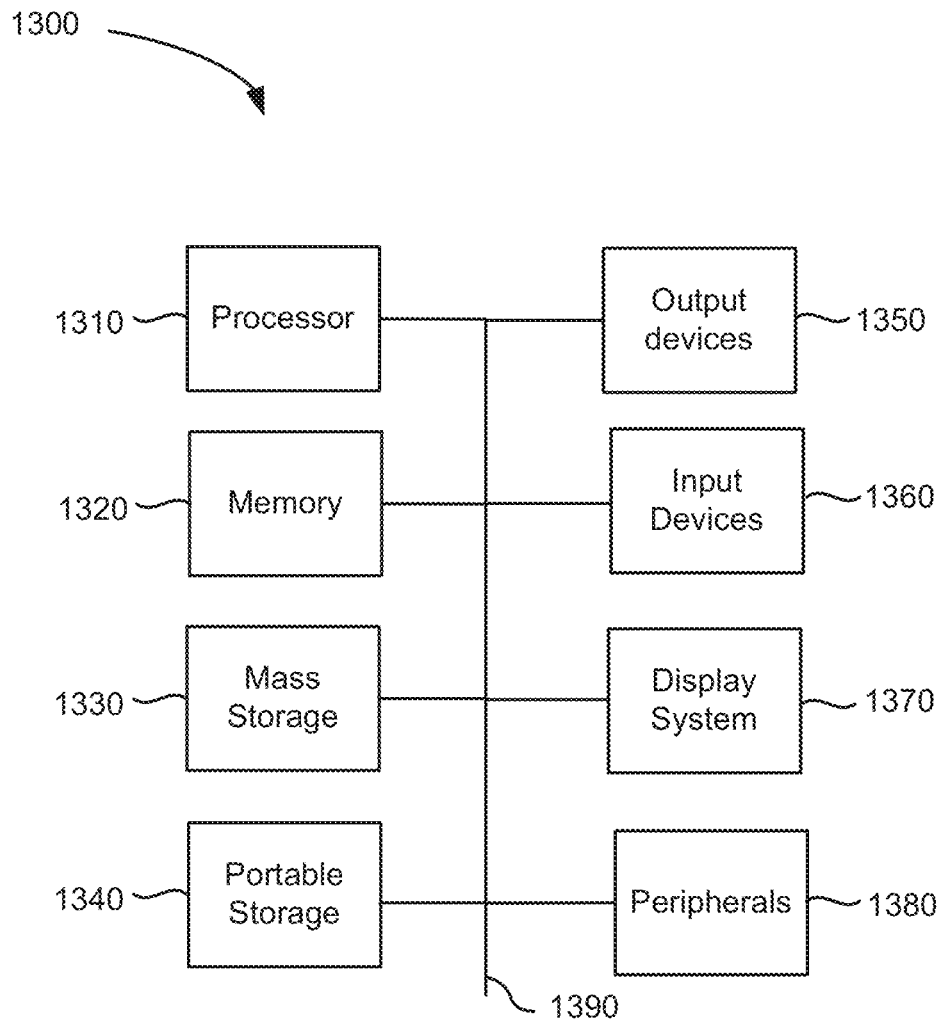 1300
1310
Processor
Output
devices
1350
1320
Memory
Input
Devices
1360
1330
Mass
Storage
Display
System
1370
1340
Portable
Storage
Peripherals
1380
1390